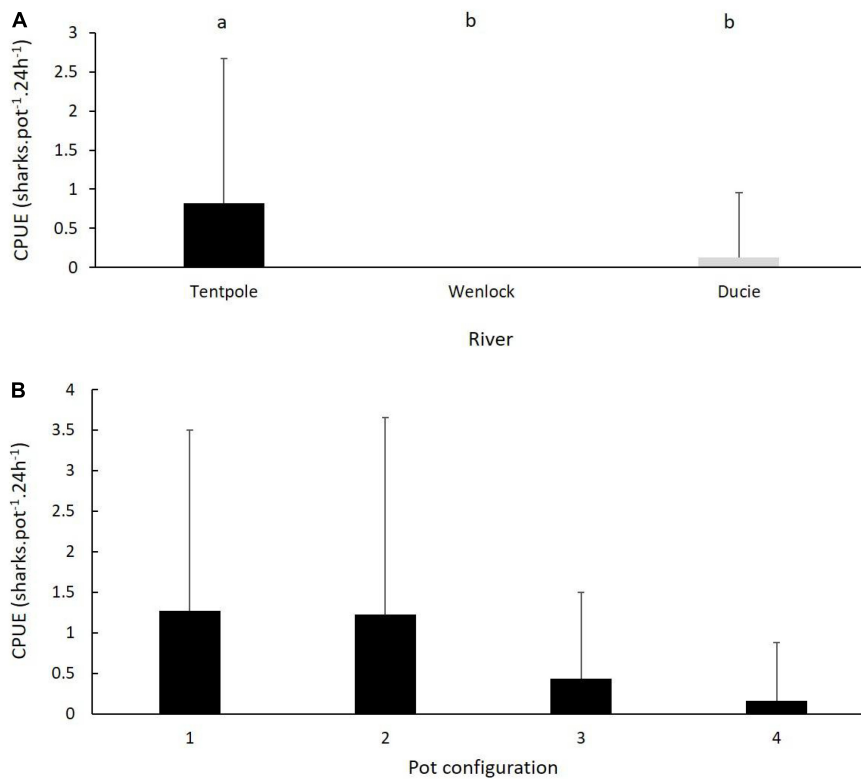 A
a b b
CPUE (sharks.pot⁻¹.24h⁻¹)
3
2.5
2
1.5
1
0.5
0
Tentpole Wenlock Ducie
River
B
CPUE (sharks.pot⁻¹.24h⁻¹)
4
3.5
3
2.5
2
1.5
1
0.5
0
1 2 3 4
Pot configuration